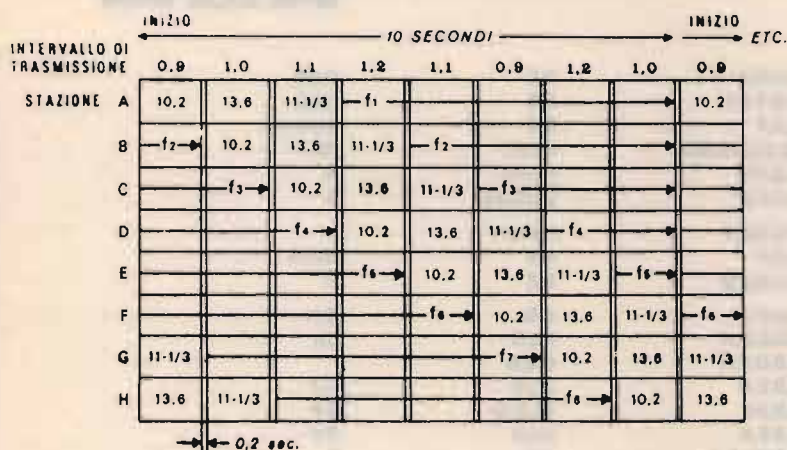 INIZIO INIZIO
10 SECONDI ETC.
INTERVALLO DI
TRASMISSIONE 0,9 1,0 1,1 1,2 1,1 0,9 1,2 1,0 0,9
STAZIONE A 10,2 13,6 11-1/3 f1 10,2
B f2 10,2 13,6 11-1/3 f2
C f3 10,2 13,6 11-1/3 f3
D f4 10,2 13,6 11-1/3 f4
E f5 10,2 13,6 11-1/3 f5
F f6 10,2 13,6 11-1/3 f6
G 11-1/3 f7 10,2 13,6 11-1/3
H 13,6 11-1/3 f8 10,2 13,6
0,2 sec.